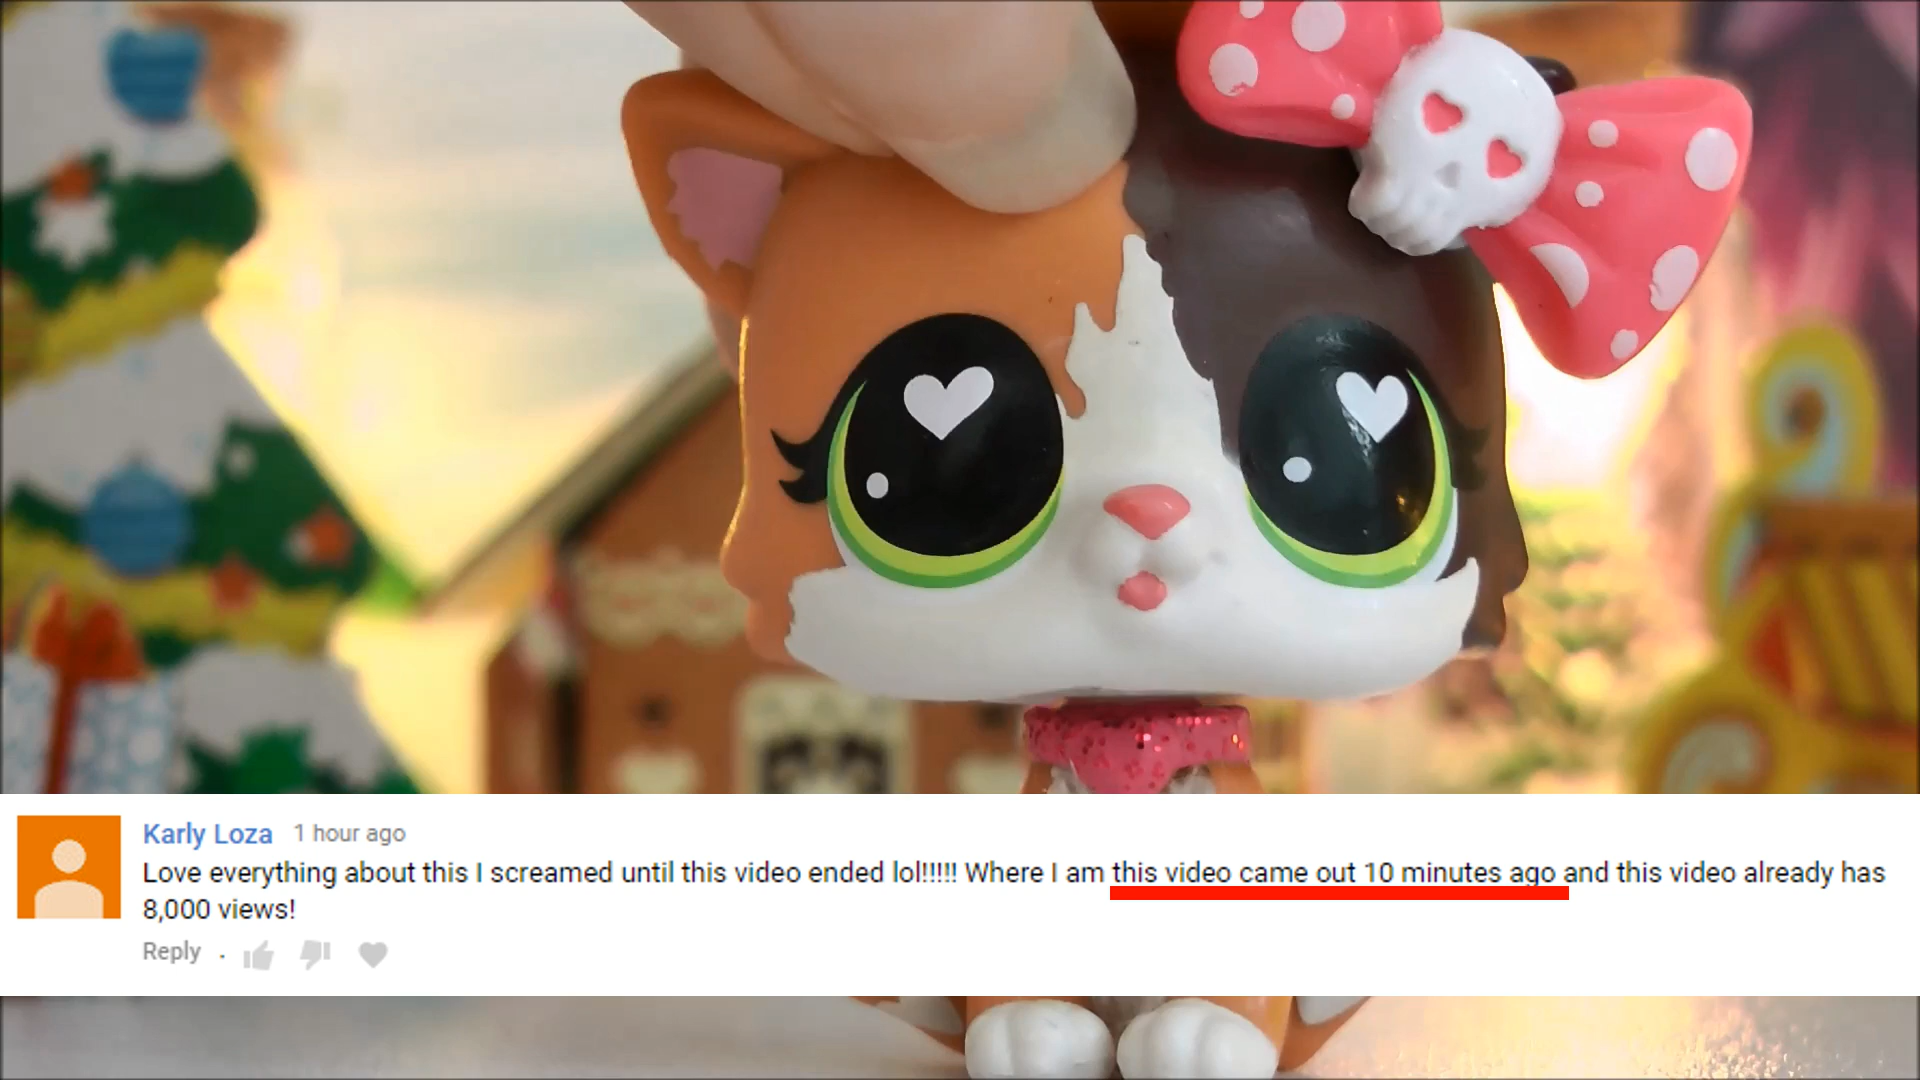 Karly Loza 1 hour ago
Love everything about this I screamed until this video ended lol!!!!! Where I am this video came out 10 minutes ago and this video already has
8,000 views!
Reply .